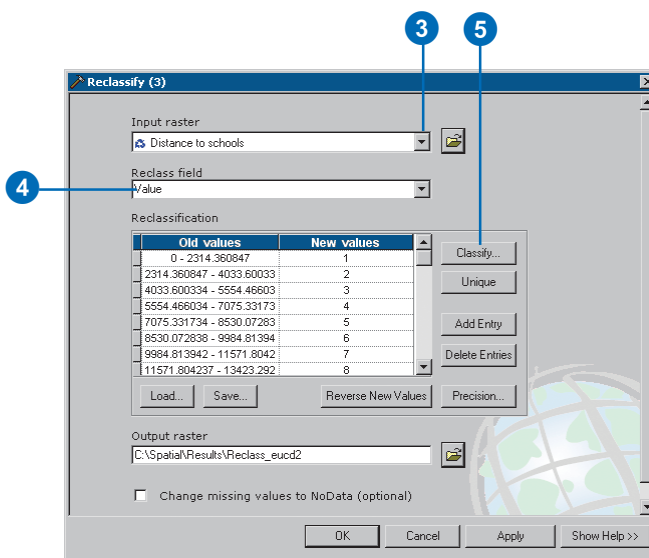 3 5
Reclassify (3)
Input raster
Distance to schools
Reclass field
4
Value
Reclassification
Old values New values
0 - 2314.360847 1
Classify...
2314.360847 - 4033.60033 2
Unique
4033.600334 - 5554.46603 3
5554.466034 - 7075.33173 4
7075.331734 - 8530.07283 5
Add Entry
8530.072838 - 9984.81394 6
9984.813942 - 11571.8042 7
Delete Entries
11571.804237 - 13423.292 8
Load... Save... Reverse New Values Precision...
Output raster
C:\Spatial\Results\Reclass_eucd2
Change missing values to NoData (optional)
OK Cancel Apply Show Help >>